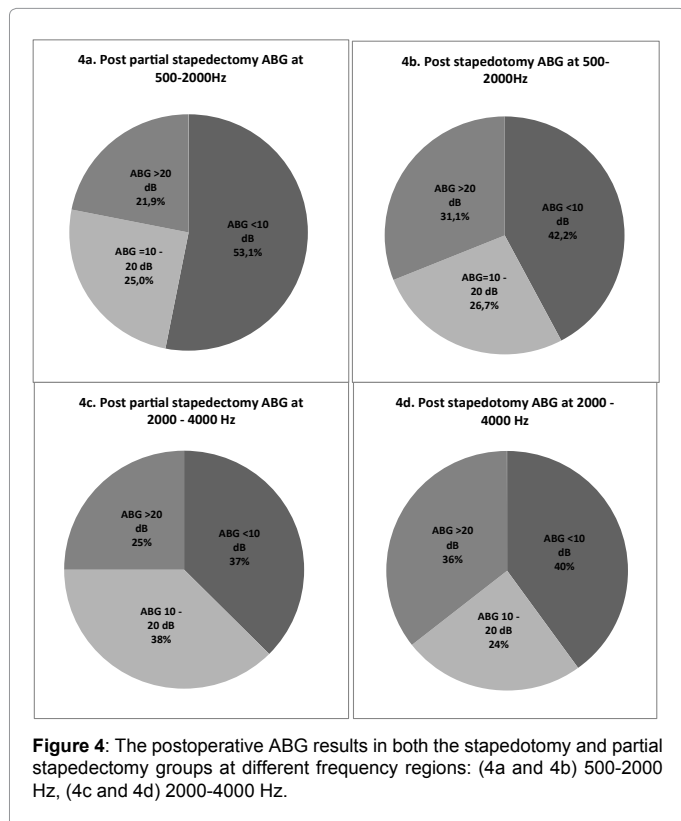 4a. Post partial stapedectomy ABG at
500-2000Hz
ABG >20
dB
21,9%
ABG <10
dB
53,1%
ABG =10 -
20 dB
25,0%
4b. Post stapedotomy ABG at 500-
2000Hz
ABG >20
dB
31,1%
ABG <10
dB
42,2%
ABG=10 -
20 dB
26,7%
4c. Post partial stapedectomy ABG at
2000 - 4000 Hz
ABG >20
dB
25%
ABG <10
dB
37%
ABG 10 -
20 dB
38%
4d. Post stapedotomy ABG at 2000 -
4000 Hz
ABG >20
dB
36%
ABG <10
dB
40%
ABG 10 -
20 dB
24%
Figure 4: The postoperative ABG results in both the stapedotomy and partial
stapedectomy groups at different frequency regions: (4a and 4b) 500-2000
Hz, (4c and 4d) 2000-4000 Hz.